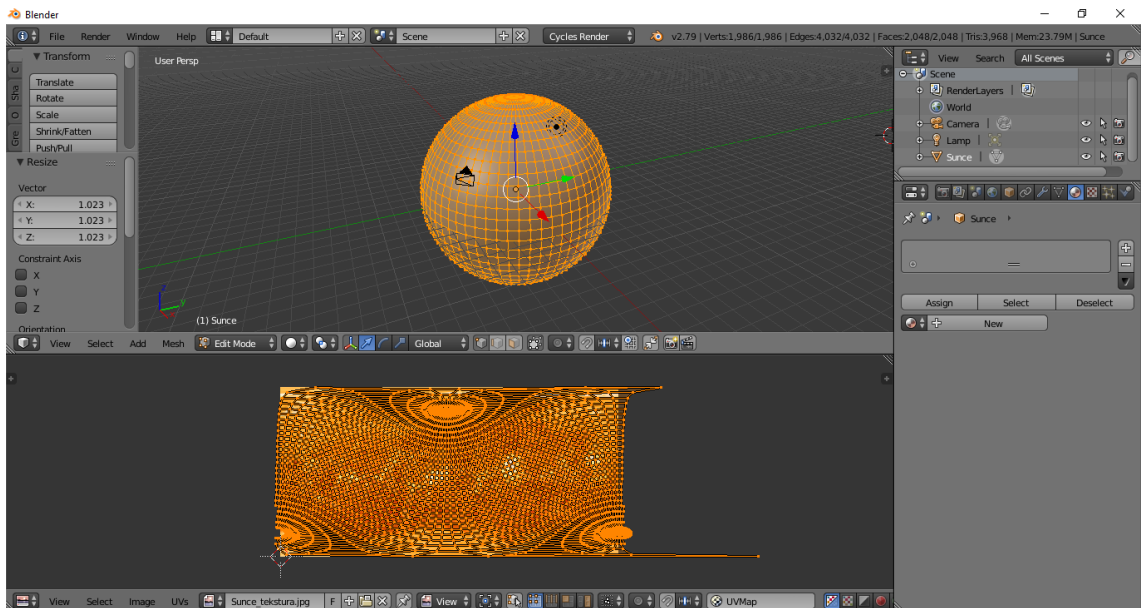 Blender
File Render Window Help Default Scene Cycles Render v2.79 | Verts:1,986/1,986 | Edges:4,032/4,032 | Faces:2,048/2,048 | Tris:3,968 | Mem:23.79M | Sunce
Transform
Translate
Rotate
Scale
Shrink/Fatten
Push/Pull
Resize
Vector
X: 1.023
Y: 1.023
Z: 1.023
Constraint Axis
X
Y
Z
Orientation
Sha
O
Gre
User Persp
z
y
(1) Sunce
View Select Add Mesh Edit Mode Global
View Select Image UVs Sunce_tekstura.jpg F View UVMap
View Search All Scenes
Scene
RenderLayers |
World
Camera |
Lamp |
Sunce |
Sunce
Assign Select Deselect
New